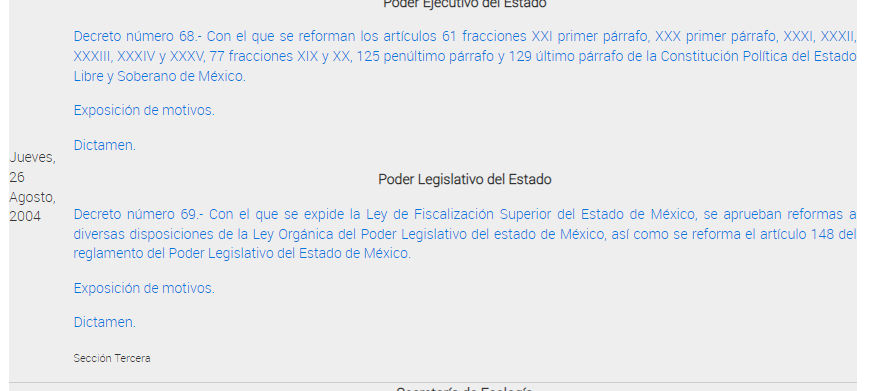 Poder Ejecutivo del Estado
Decreto número 68.- Con el que se reforman los artículos 61 fracciones XXI primer párrafo, XXX primer párrafo, XXXI, XXXII,
XXXIII, XXXIV y XXXV, 77 fracciones XIX y XX, 125 penúltimo párrafo y 129 último párrafo de la Constitución Política del Estado
Libre y Soberano de México.
Exposición de motivos.
Dictamen.
Jueves,
26
Agosto,
2004
Poder Legislativo del Estado
Decreto número 69.- Con el que se expide la Ley de Fiscalización Superior del Estado de México, se aprueban reformas a
diversas disposiciones de la Ley Orgánica del Poder Legislativo del estado de México, así como se reforma el artículo 148 del
reglamento del Poder Legislativo del Estado de México.
Exposición de motivos.
Dictamen.
Sección Tercera
Secretaría de Ecología